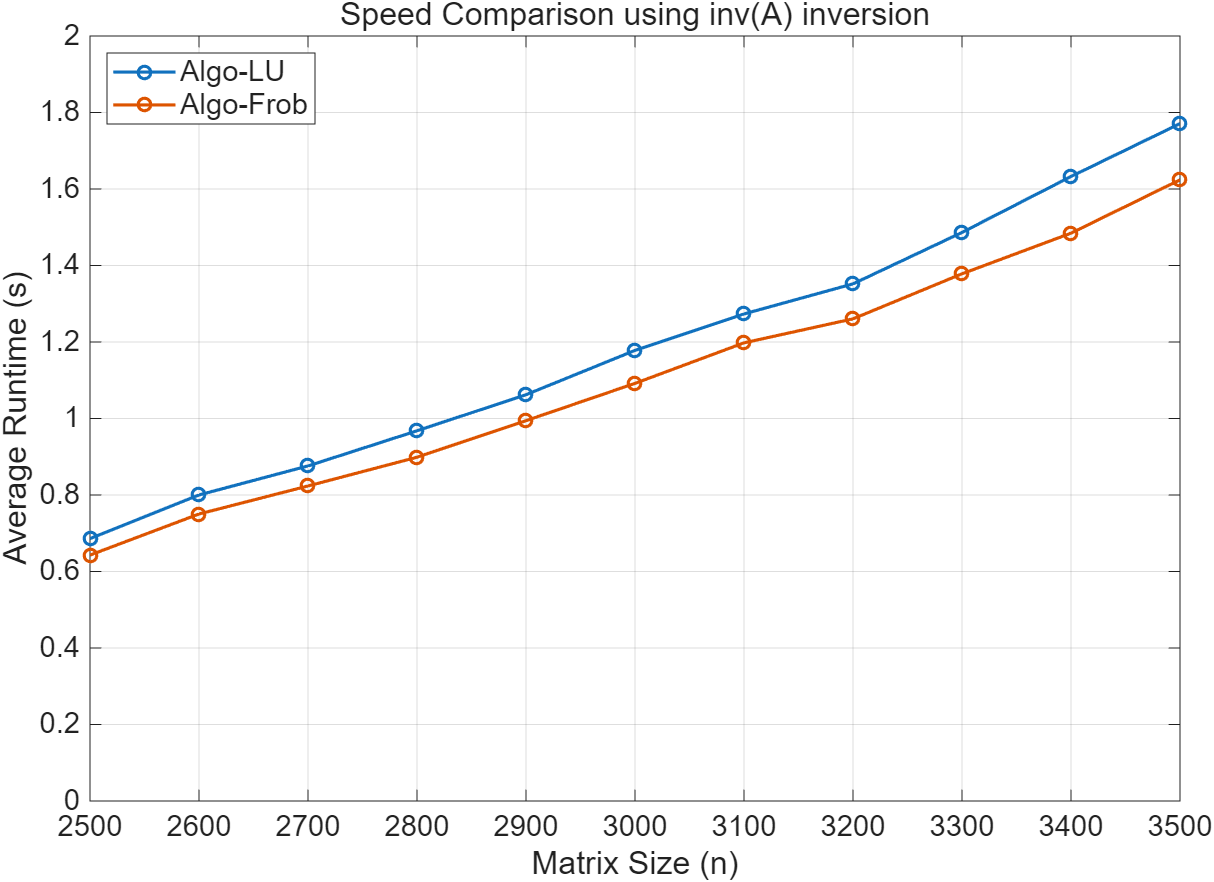 Speed Comparison using inv(A) inversion
Algo-LU
Algo-Frob
Average Runtime (s)
2
1.8
1.6
1.4
1.2
1
0.8
0.6
0.4
0.2
0
2500 2600 2700 2800 2900 3000 3100 3200 3300 3400 3500
Matrix Size (n)